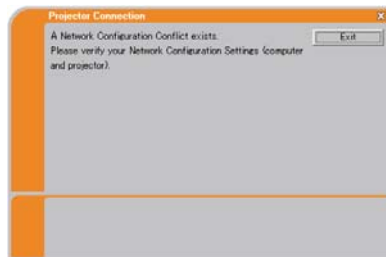 Projector Connection X
A Network Configuration Conflict exists. Exit
Please verify your Network Configuration Settings (computer
and projector).